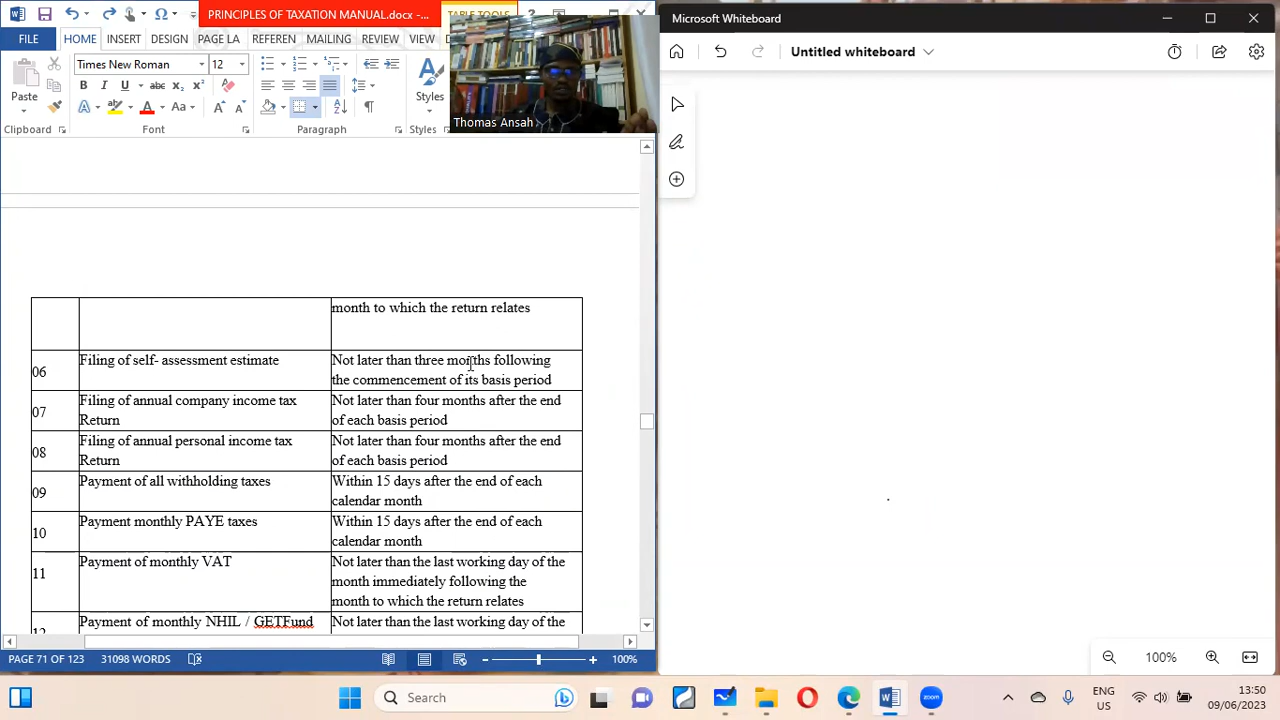 PRINCIPLES OF TAXATION MANUAL.docx -...
TABLE TOOLS
FILE HOME INSERT DESIGN PAGE LA REFEREN MAILING REVIEW VIEW
Times New Roman 12
Paste
B I U
Styles
Clipboard Font Paragraph Styles
Thomas Ansah
month to which the return relates
06 Filing of self- assessment estimate Not later than three months following
the commencement of its basis period
07 Filing of annual company income tax Not later than four months after the end
Return of each basis period
08 Filing of annual personal income tax Not later than four months after the end
Return of each basis period
09 Payment of all withholding taxes Within 15 days after the end of each
calendar month
10 Payment monthly PAYE taxes Within 15 days after the end of each
calendar month
11 Payment of monthly VAT Not later than the last working day of the
month immediately following the
month to which the return relates
12 Payment of monthly NHIL / GETFund Not later than the last working day of the
PAGE 71 OF 123 31098 WORDS 100%
Microsoft Whiteboard
Untitled whiteboard
100%
Search
ENG
US
13:50
09/06/2023